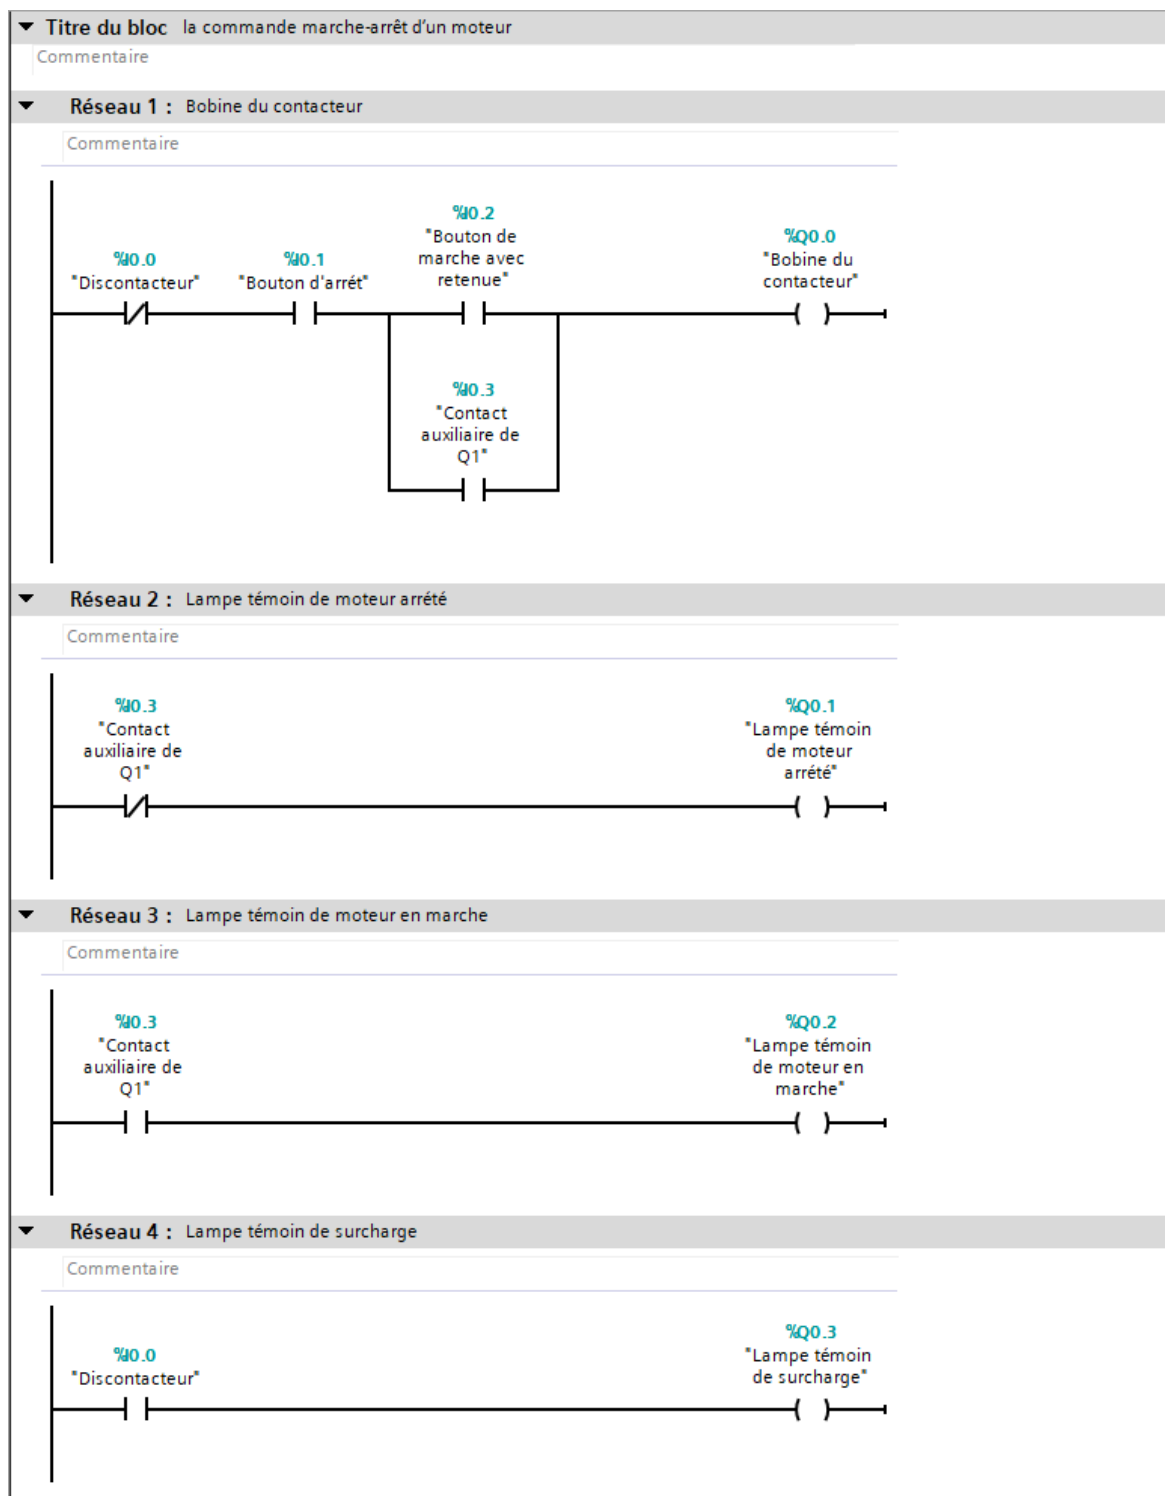 Titre du bloc la commande marche-arrêt d'un moteur
Commentaire
Réseau 1 : Bobine du contacteur
Commentaire
%I0.0
"Discontacteur"
%I0.1
"Bouton d'arrét"
%I0.2
"Bouton de
marche avec
retenue"
%Q0.0
"Bobine du
contacteur"
%I0.3
"Contact
auxiliaire de
Q1"
Réseau 2 : Lampe témoin de moteur arrété
Commentaire
%I0.3
"Contact
auxiliaire de
Q1"
%Q0.1
"Lampe témoin
de moteur
arrété"
Réseau 3 : Lampe témoin de moteur en marche
Commentaire
%I0.3
"Contact
auxiliaire de
Q1"
%Q0.2
"Lampe témoin
de moteur en
marche"
Réseau 4 : Lampe témoin de surcharge
Commentaire
%I0.0
"Discontacteur"
%Q0.3
"Lampe témoin
de surcharge"